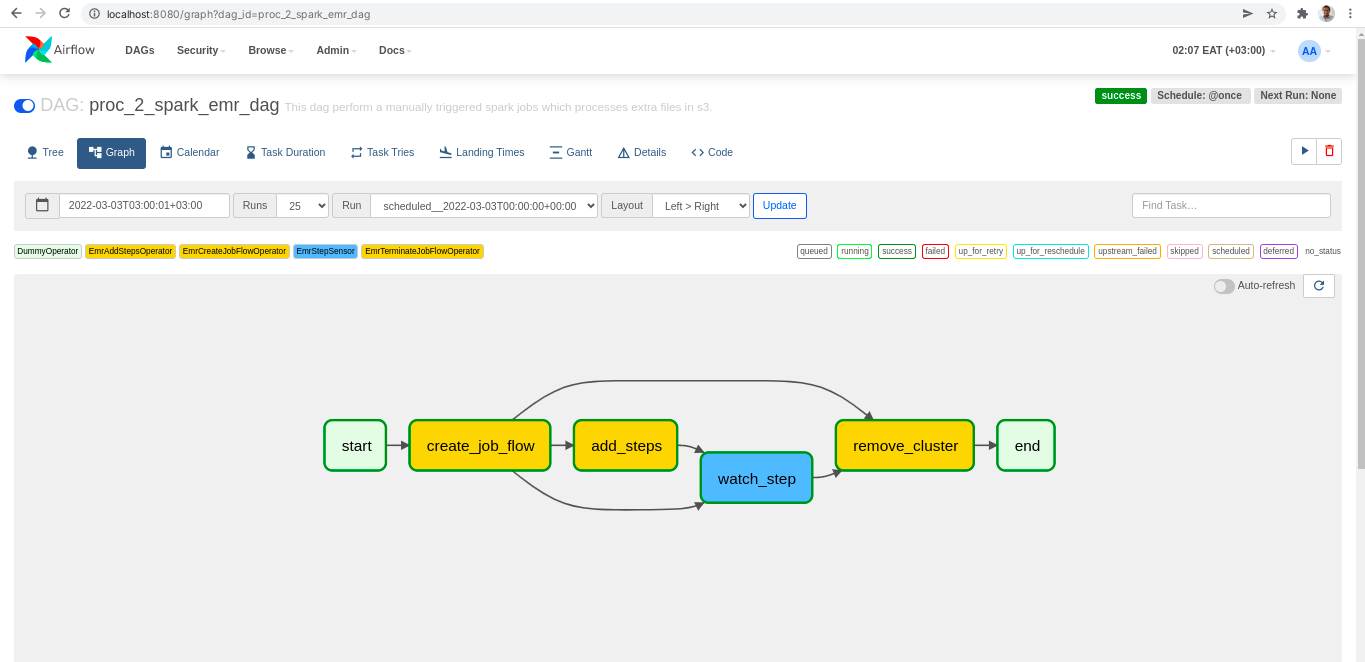 localhost:8080/graph?dag_id=proc_2_spark_emr_dag
Airflow DAGs Security Browse Admin Docs 02:07 EAT (+03:00) AA
DAG: proc_2_spark_emr_dag This dag perform a manually triggered spark jobs which processes extra files in s3. success Schedule: @once Next Run: None
Tree Graph Calendar Task Duration Task Tries Landing Times Gantt Details Code
2022-03-03T03:00:01+03:00 Runs 25 Run scheduled__2022-03-03T00:00:00+00:00 Layout Left > Right Update Find Task...
DummyOperator EmrAddStepsOperator EmrCreateJobFlowOperator EmrStepSensor EmrTerminateJobFlowOperator queued running success failed up_for_retry up_for_reschedule upstream_failed skipped scheduled deferred no_status
Auto-refresh
start create_job_flow add_steps remove_cluster end
watch_step